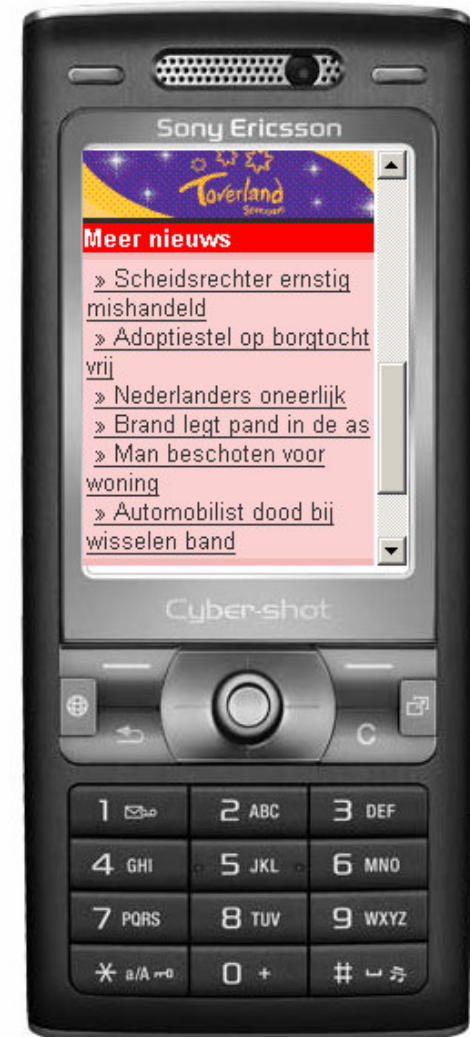 Sony Ericsson
Toverland
Sevenum
Meer nieuws
» Scheidsrechter ernstig
mishandeld
» Adoptiestel op borgtocht
vrij
» Nederlanders oneerlijk
» Brand legt pand in de as
» Man beschoten voor
woning
» Automobilist dood bij
wisselen band
Cyber-shot
C
1
2 ABC
3 DEF
4 GHI
5 JKL
6 MNO
7 PQRS
8 TUV
9 WXYZ
* a/A
0 +
#